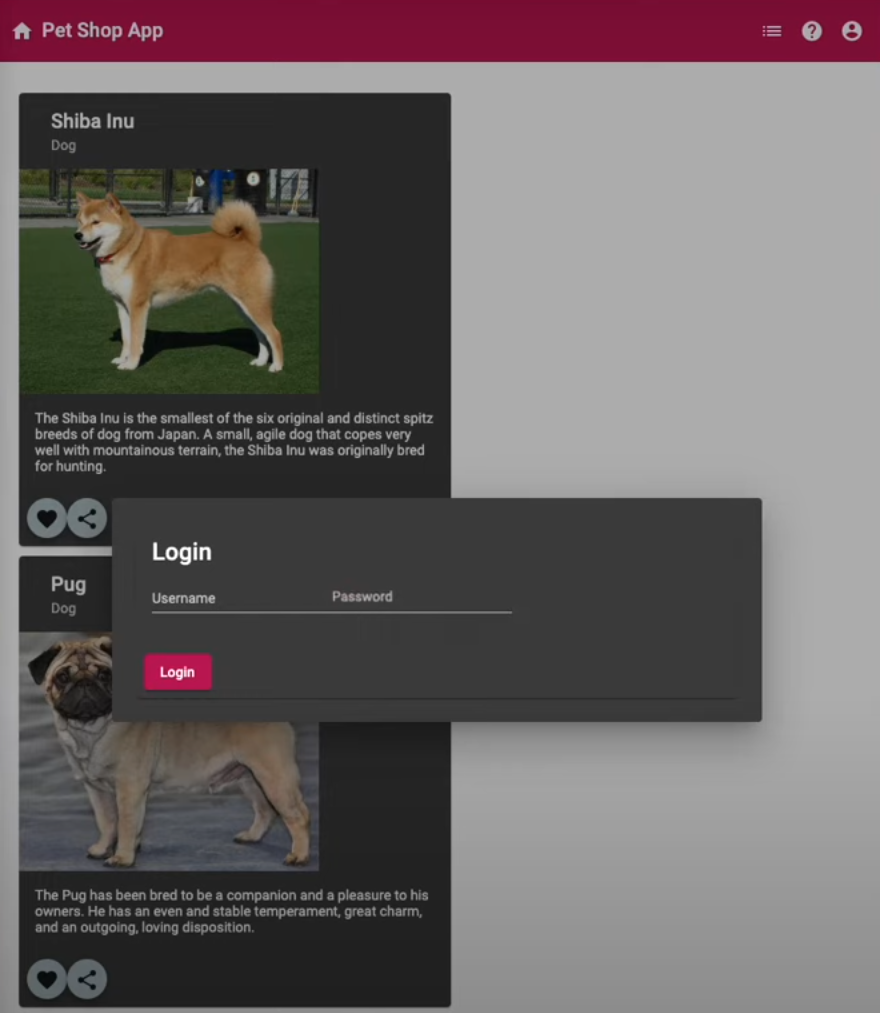 Pet Shop App
Shiba Inu
Dog
The Shiba Inu is the smallest of the six original and distinct spitz
breeds of dog from Japan. A small, agile dog that copes very
well with mountainous terrain, the Shiba Inu was originally bred
for hunting.
Login
Username Password
Login
Pug
Dog
The Pug has been bred to be a companion and a pleasure to his
owners. He has an even and stable temperament, great charm,
and an outgoing, loving disposition.